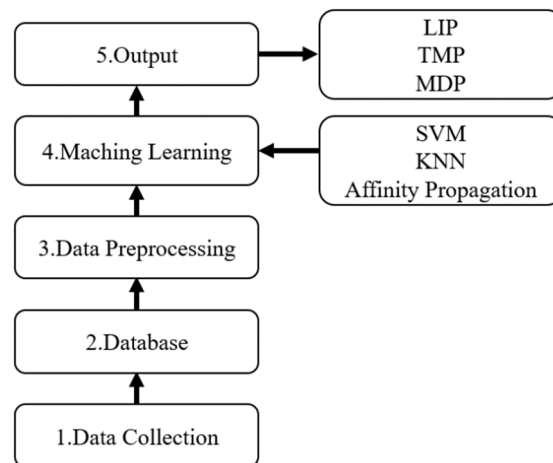 5.Output
LIP
TMP
MDP
4.Maching Learning
SVM
KNN
Affinity Propagation
3.Data Preprocessing
2.Database
1.Data Collection